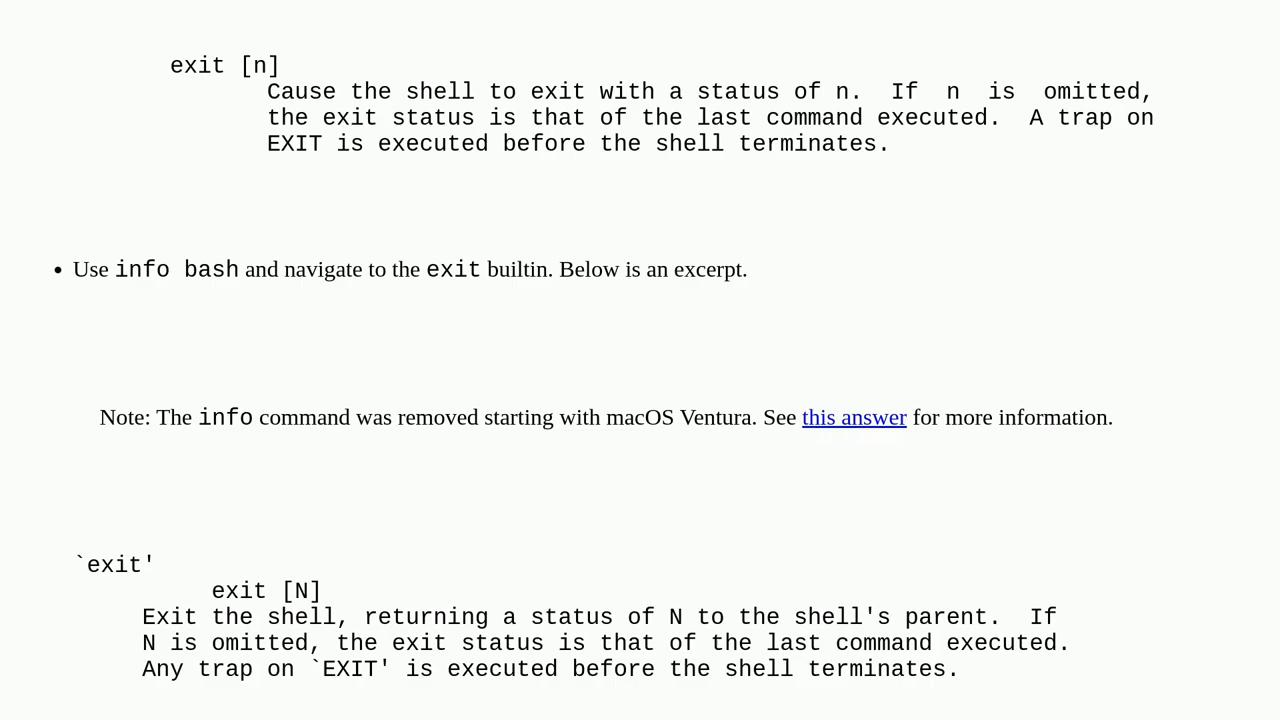 exit [n]
Cause the shell to exit with a status of n.  If  n  is  omitted,
the exit status is that of the last command executed.  A trap on
EXIT is executed before the shell terminates.
• Use info bash and navigate to the exit builtin. Below is an excerpt.
Note: The info command was removed starting with macOS Ventura. See this answer for more information.
`exit'
exit [N]
Exit the shell, returning a status of N to the shell's parent.  If
N is omitted, the exit status is that of the last command executed.
Any trap on `EXIT' is executed before the shell terminates.